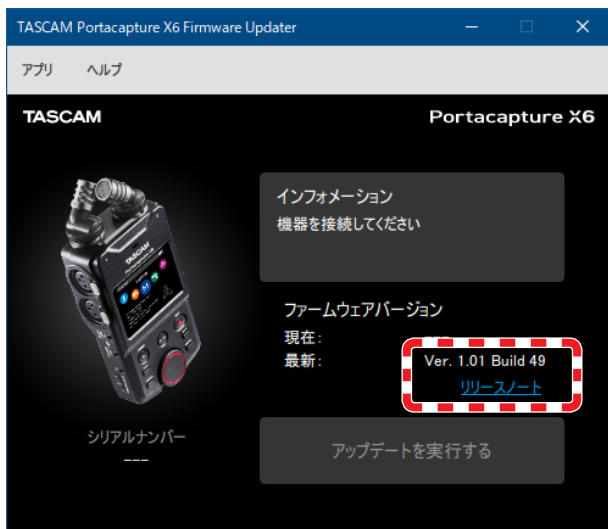 TASCAM Portacapture X6 Firmware Updater
アプリ ヘルプ
TASCAM
Portacapture X6
インフォメーション
機器を接続してください
ファームウェアバージョン
現在: ---
最新: Ver. 1.01 Build 49
リリースノート
シリアルナンバー
---
アップデートを実行する